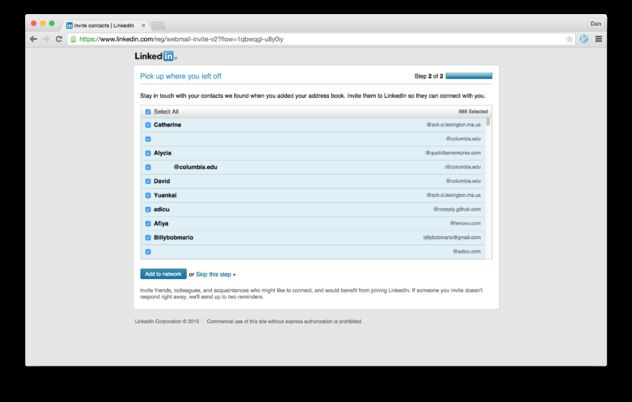 Invite contacts | LinkedIn
Dan
https://www.linkedin.com/reg/webmail-invite-v2?flow=1qbwqgl-u8y0iy
LinkedIn
Pick up where you left off
Step 2 of 2
Stay in touch with your contacts we found when you added your address book. Invite them to LinkedIn so they can connect with you.
Select All 688 Selected
Catherine @sch.ci.lexington.ma.us
@columbia.edu
Alycia @quotidianventures.com
@columbia.edu @columbia.edu
David @columbia.edu
Yuankai @sch.ci.lexington.ma.us
adicu @noreply.github.com
Afiya @lenovo.com
Billybobmario billybobmario@gmail.com
@adicu.com
Add to network or Skip this step »
Invite friends, colleagues, and acquaintances who might like to connect, and would benefit from joining LinkedIn. If someone you invite doesn't
respond right away, we'll send up to two reminders.
LinkedIn Corporation © 2015 Commercial use of this site without express authorization is prohibited.